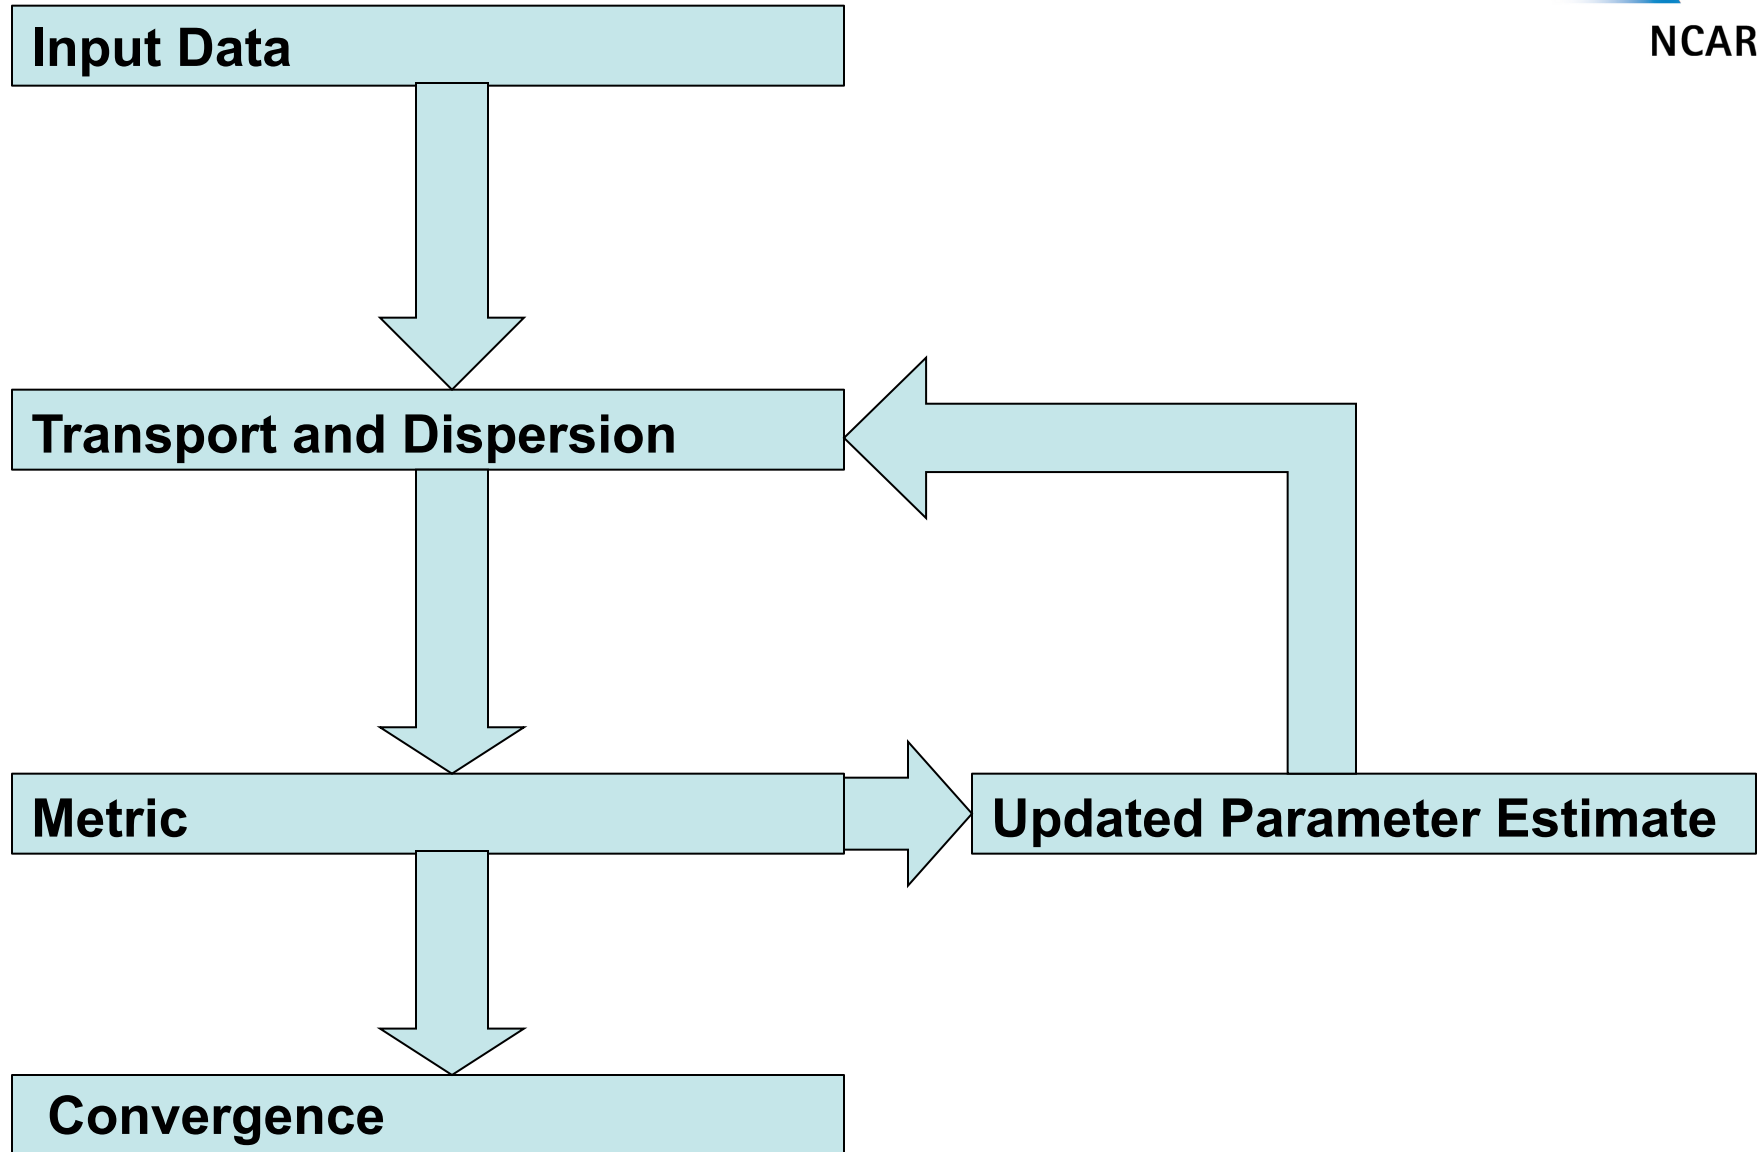 Input Data
NCAR
Transport and Dispersion
Metric
Updated Parameter Estimate
Convergence